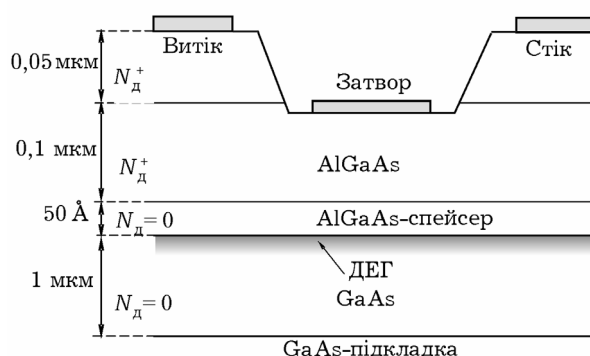 Витік
Стік
0,05 мкм
N_д^+
Затвор
0,1 мкм
N_д^+
AlGaAs
50 Å
N_д = 0
AlGaAs-спейсер
ДЕГ
1 мкм
N_д = 0
GaAs
GaAs-підкладка